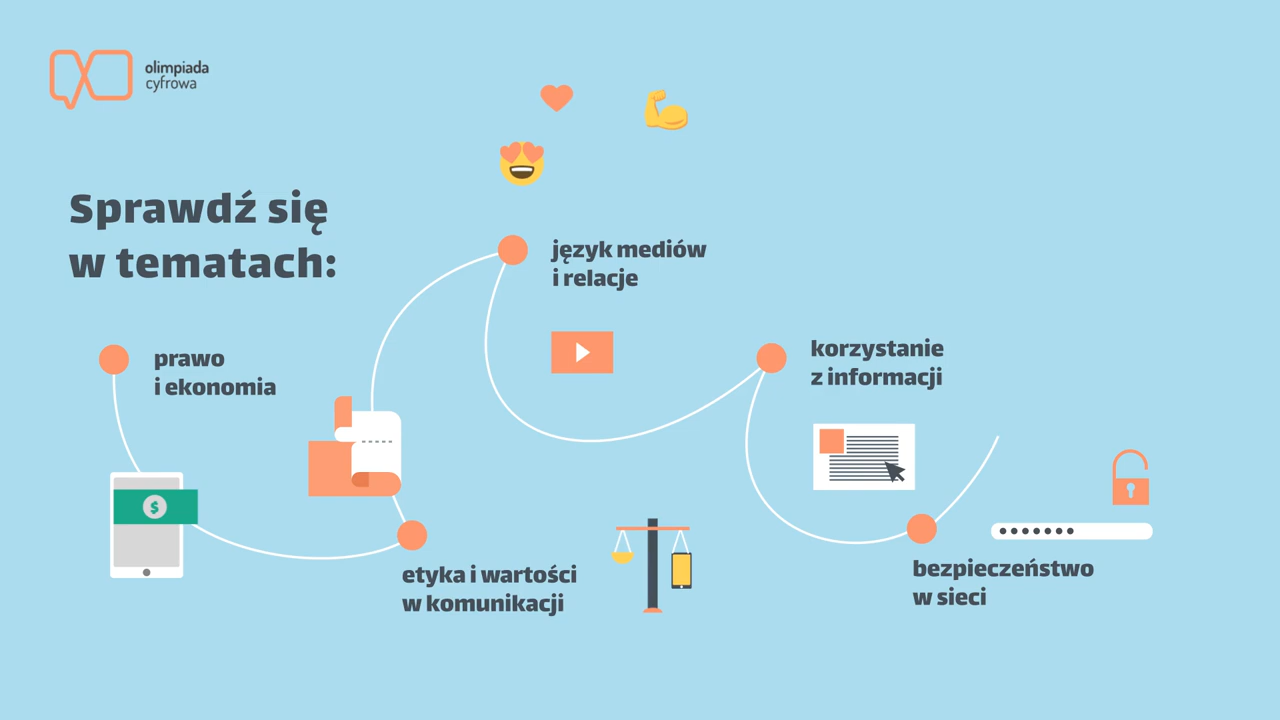 olimpiada
cyfrowa
Sprawdź się
w tematach:
język mediów
i relacje
prawo
i ekonomia
korzystanie
z informacji
$
etyka i wartości
w komunikacji
bezpieczeństwo
w sieci